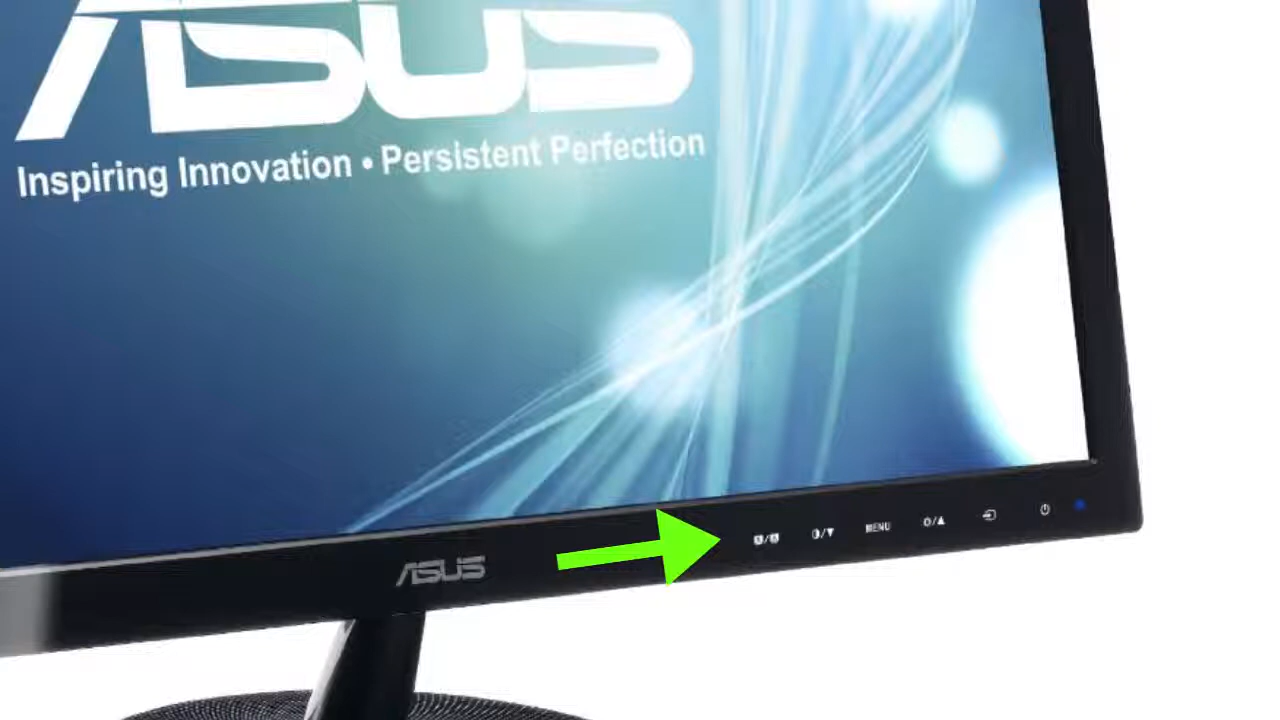 ASUS
Inspiring Innovation • Persistent Perfection
ASUS
MENU